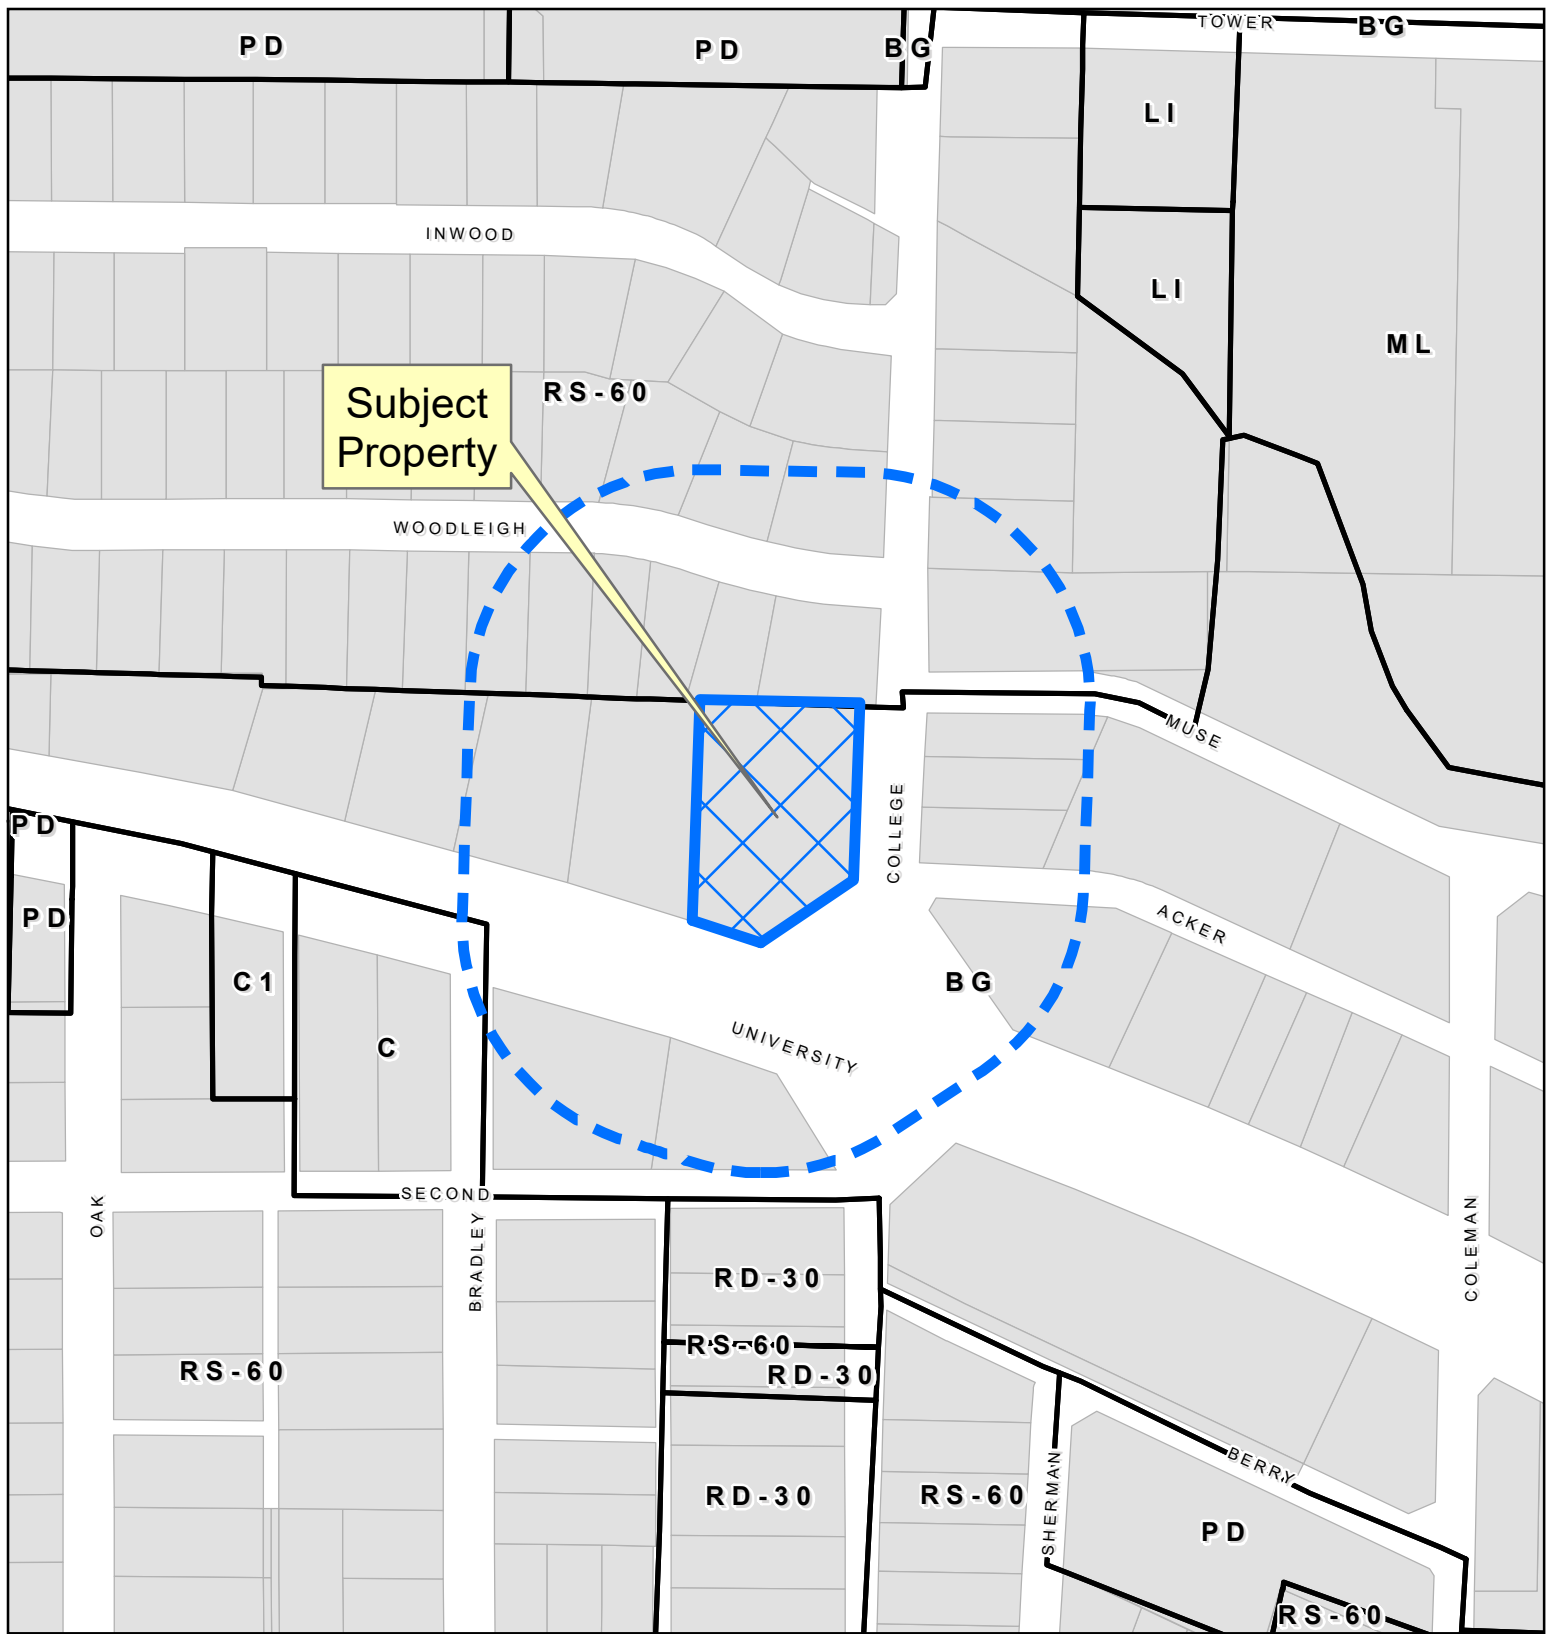 TOWER
BG
PD
PD
BG
LI
INWOOD
LI
ML
RS-60
Subject
Property
WOODLEIGH
MUSE
COLLEGE
PD
PD
ACKER
C1
BG
C
UNIVERSITY
SECOND
OAK
BRADLEY
COLEMAN
RD-30
RS-60
RD-30
RS-60
BERRY
RD-30
RS-60
SHERMAN
PD
RS-60